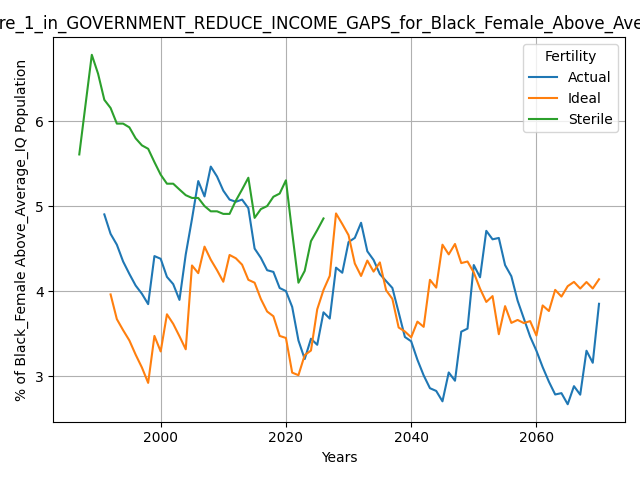 re_1_in_GOVERNMENT_REDUCE_INCOME_GAPS_for_Black_Female_Above_Ave
Fertility
Actual
Ideal
Sterile
% of Black_Female Above_Average_IQ Population
6
5
4
3
2000
2020
2040
2060
Years